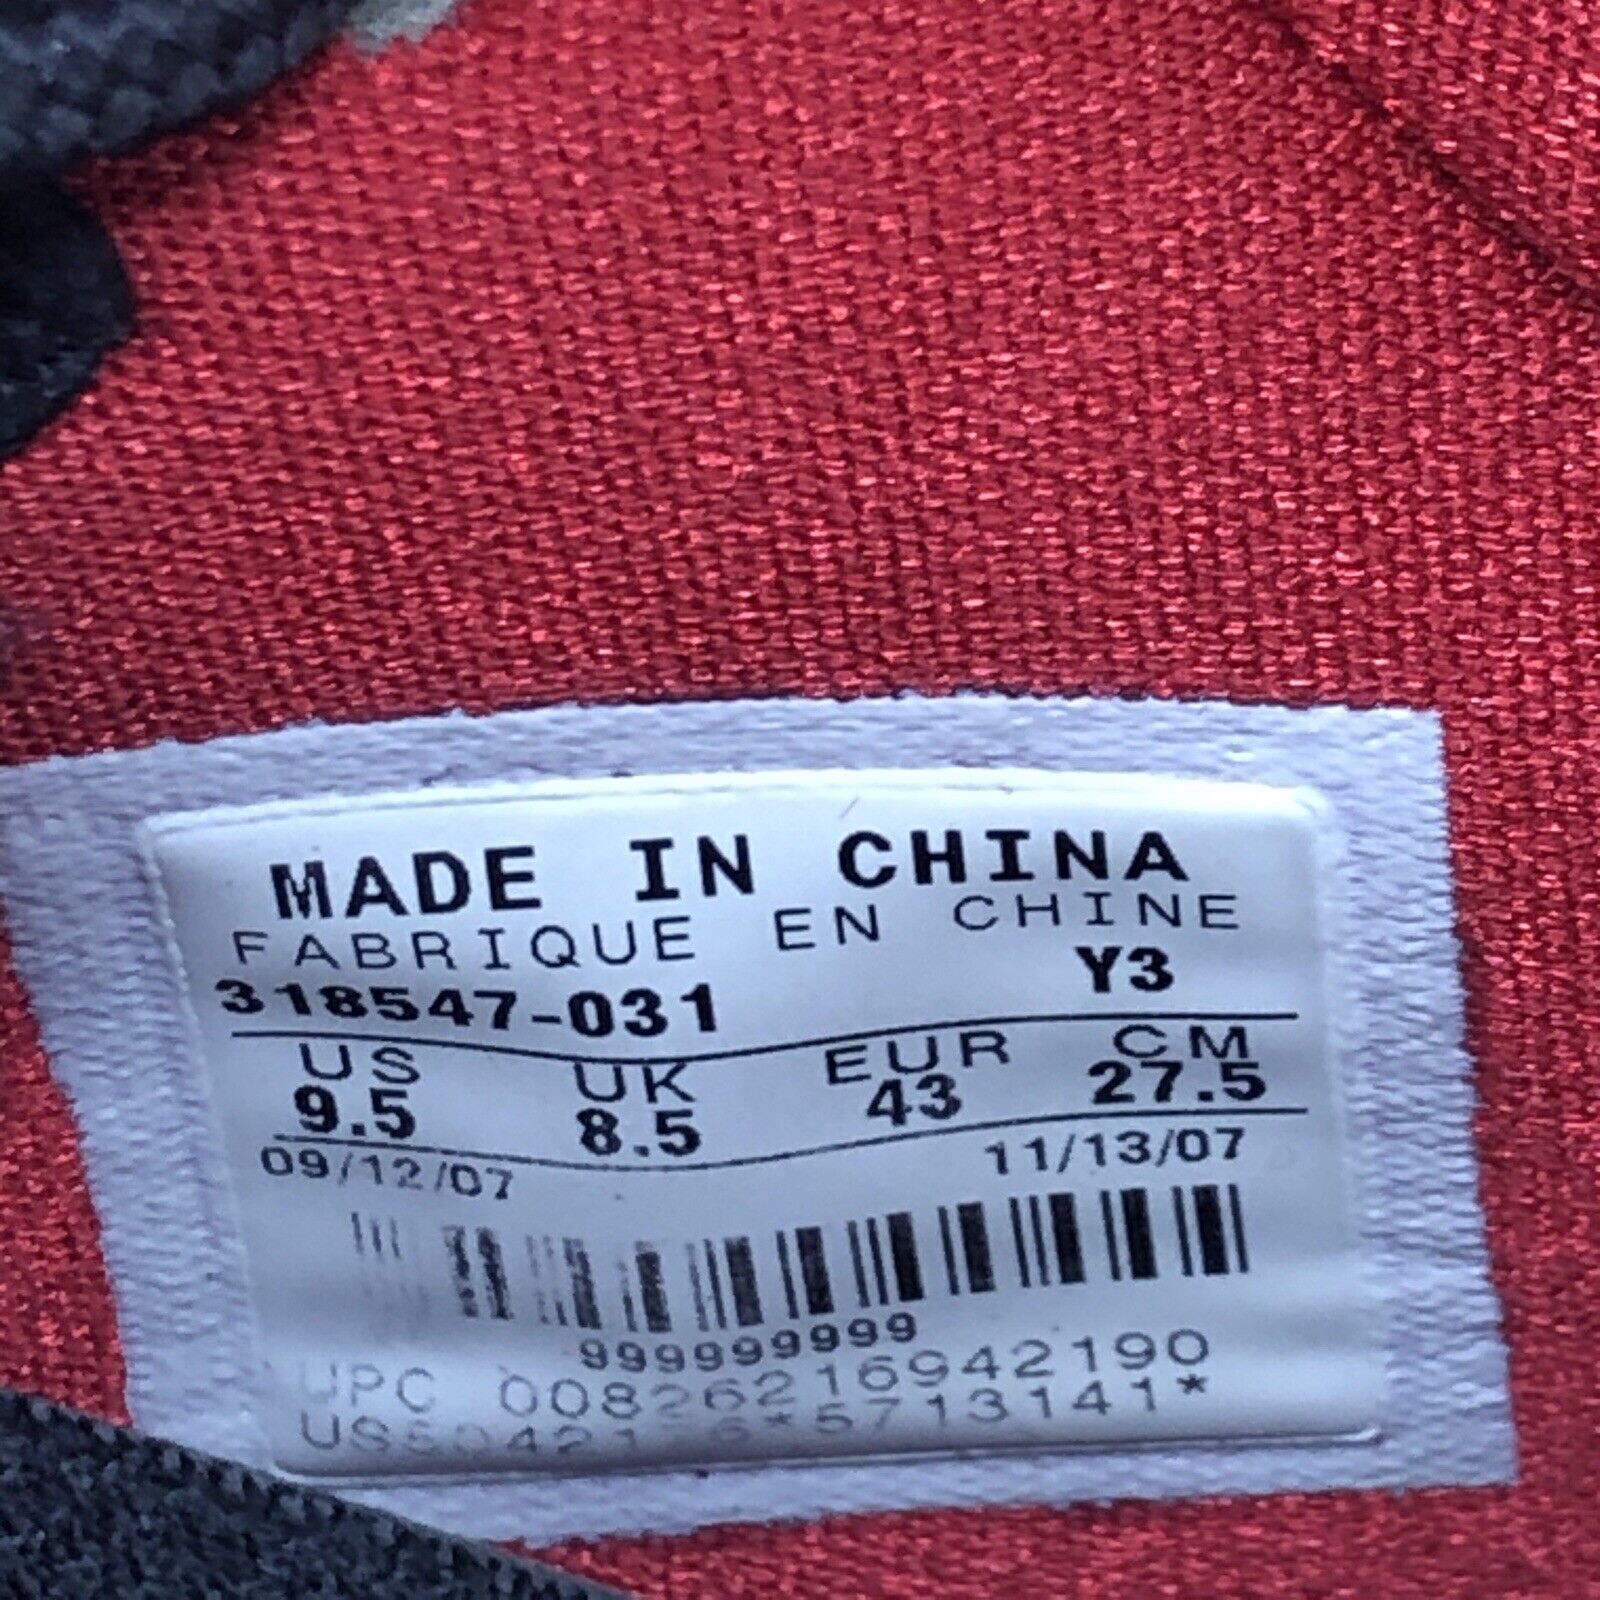 MADE IN CHINA
FABRIQUE EN CHINE
318547-031 Y3
US UK EUR CM
9.5 8.5 43 27.5
09/12/07 11/13/07
999999999
UPC 00826216942190